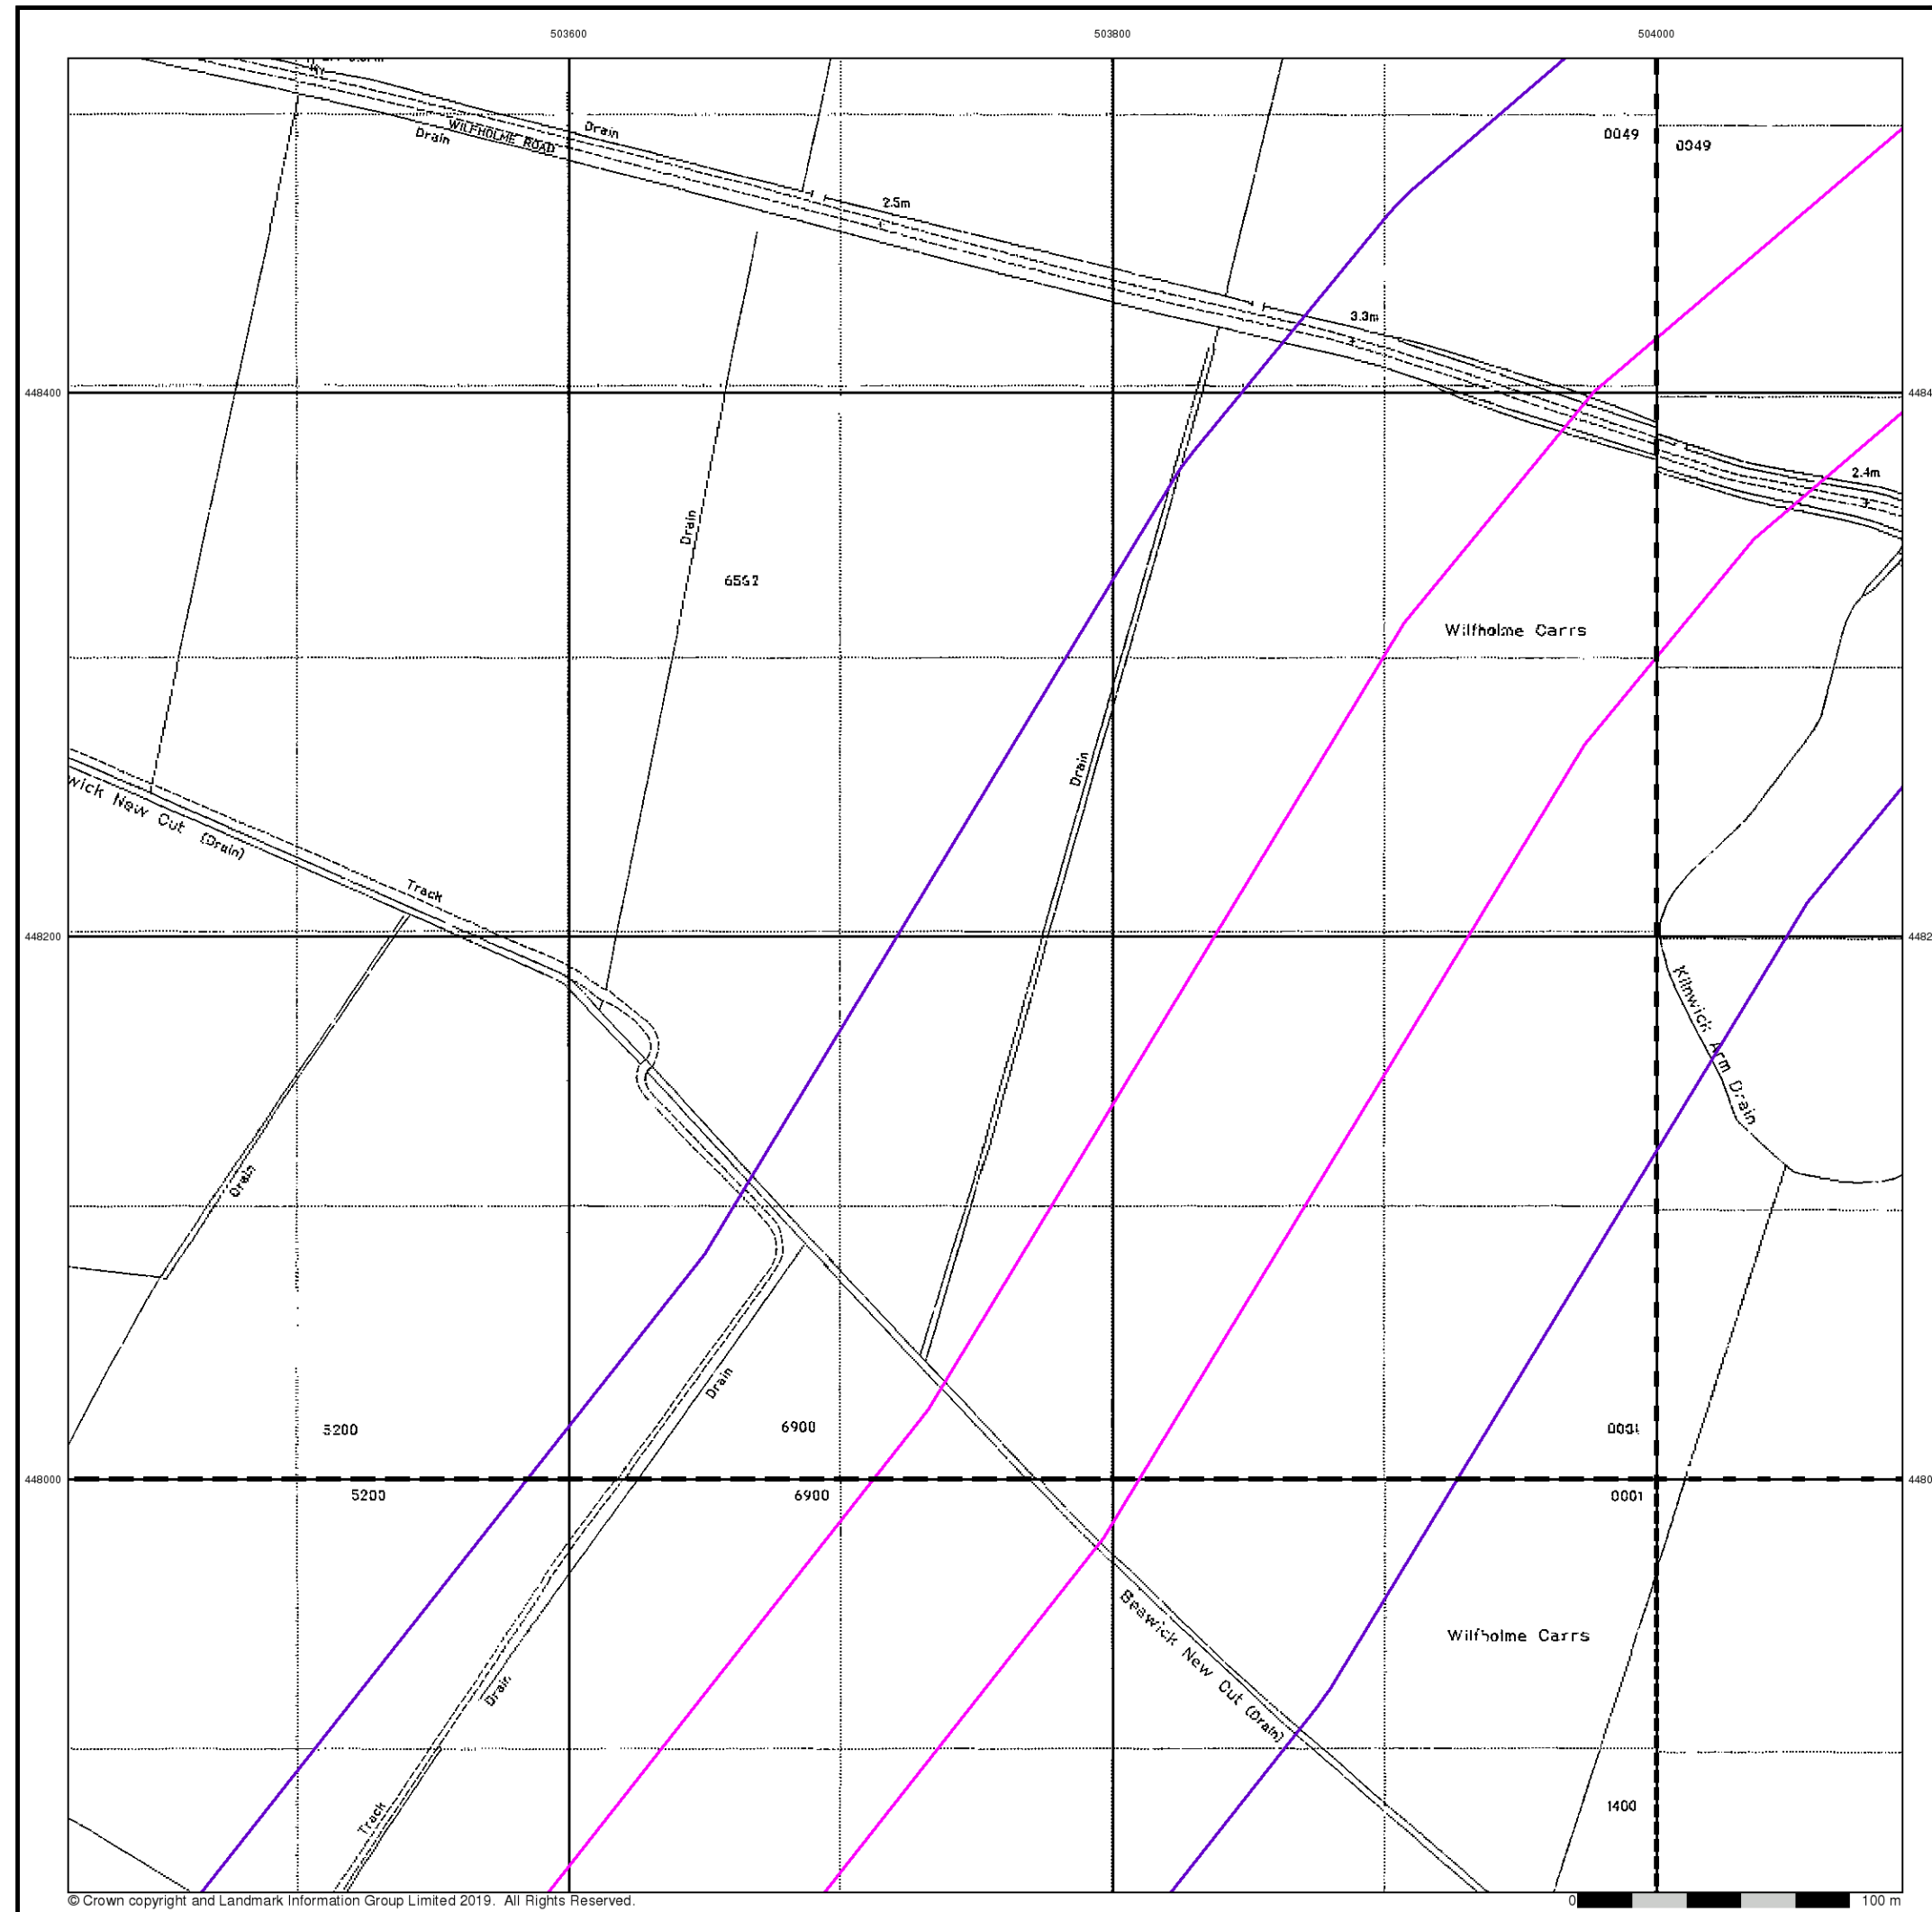 503600
503800
504000
0049
0049
Drain
WILFHOLME ROAD
Drain
2.5m
3.3m
448400
2.4m
Drain
Wilfholme Carrs
Drain
wick New Cut (Drain)
Track
448200
Kilnwick Arm Drain
Drain
Drain
5200
6900
448000
5200
6900
0001
Beswick New Cut (Drain)
Wilfholme Carrs
Drain
Track
1400
© Crown copyright and Landmark Information Group Limited 2019. All Rights Reserved.
0
100 m